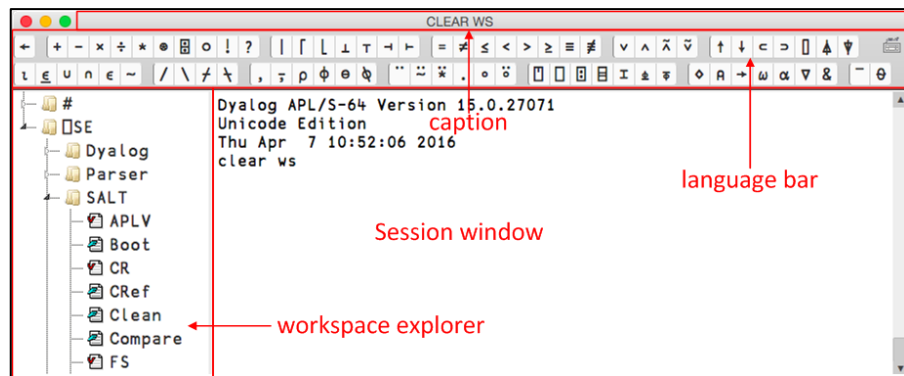 CLEAR WS
← + - × ÷ * ⍟ ⌹ ○ ! ? | ⌈ ⌊ ⊥ ⊤ ⊣ ⊢ = ≠ ≤ < > ≥ ≡ ≢ ∨ ∧ ⍲ ⍱ ↑ ↓ ⊂ ⊃ ⌷ ⍋ ⍒
⍳ ⍷ ∪ ∩ ∊ ~ / \ ⌿ ⍀ , ⍪ ⍴ ⌽ ⊖ ⍉ ¨ ⍨ ⍣ . ∘ ⍤ ⍞ ⎕ ⍠ ⌸ ⌶ ⍎ ⍕ ⋄ ⍝ → ⍵ ⍺ ∇ & ¯ ⍬
#
⎕SE
Dyalog
Parser
SALT
APLV
Boot
CR
CRef
Clean
Compare
FS
Dyalog APL/S-64 Version 15.0.27071
Unicode Edition
Thu Apr 7 10:52:06 2016
clear ws
caption
language bar
Session window
workspace explorer